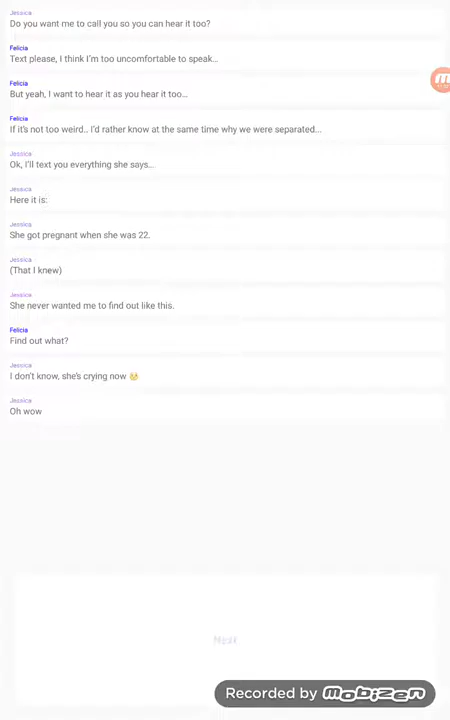 Jessica
Do you want me to call you so you can hear it too?
Felicia
Text please, I think I'm too uncomfortable to speak...
Felicia
But yeah, I want to hear it as you hear it too...
Felicia
If it's not too weird.. I'd rather know at the same time why we were separated...
Jessica
Ok, I'll text you everything she says...
Jessica
Here it is:
Jessica
She got pregnant when she was 22.
Jessica
(That I knew)
Jessica
She never wanted me to find out like this.
Felicia
Find out what?
Jessica
I don't know, she's crying now 😢
Jessica
Oh wow
Recorded by mobizen